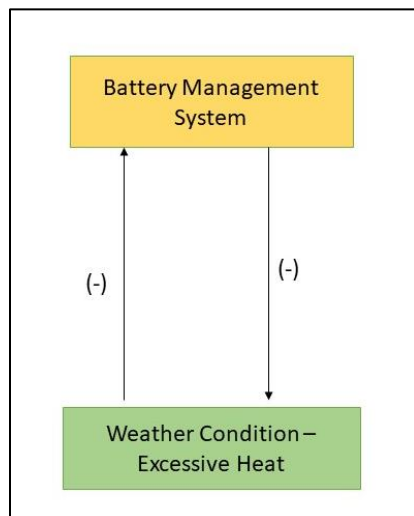 Battery Management
System
(-)
(-)
Weather Condition –
Excessive Heat